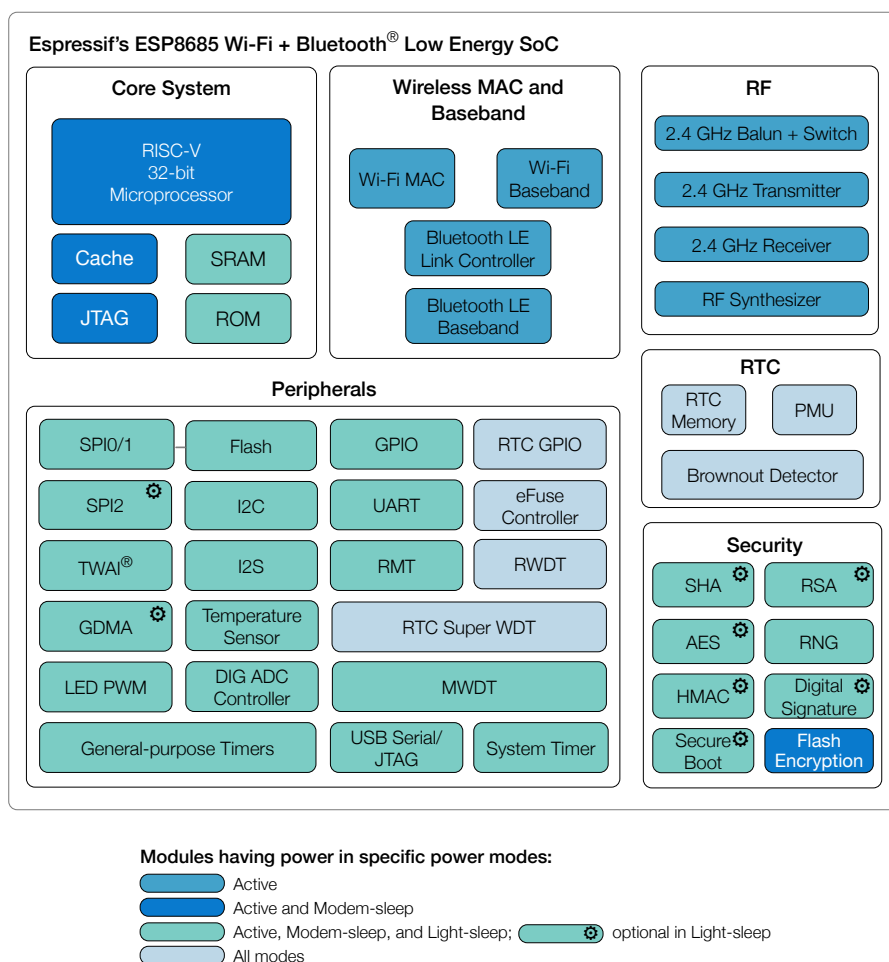 Espressif's ESP8685 Wi-Fi + Bluetooth® Low Energy SoC
Core System
RISC-V
32-bit
Microprocessor
Cache
SRAM
JTAG
ROM
Wireless MAC and
Baseband
Wi-Fi MAC
Wi-Fi
Baseband
Bluetooth LE
Link Controller
Bluetooth LE
Baseband
RF
2.4 GHz Balun + Switch
2.4 GHz Transmitter
2.4 GHz Receiver
RF Synthesizer
RTC
RTC
Memory
PMU
Brownout Detector
Peripherals
SPI0/1
Flash
GPIO
RTC GPIO
SPI2
I2C
UART
eFuse
Controller
TWAI®
I2S
RMT
RWDT
GDMA
Temperature
Sensor
RTC Super WDT
LED PWM
DIG ADC
Controller
MWDT
General-purpose Timers
USB Serial/
JTAG
System Timer
Security
SHA
RSA
AES
RNG
HMAC
Digital
Signature
Secure
Boot
Flash
Encryption
Modules having power in specific power modes:
Active
Active and Modem-sleep
Active, Modem-sleep, and Light-sleep; optional in Light-sleep
All modes